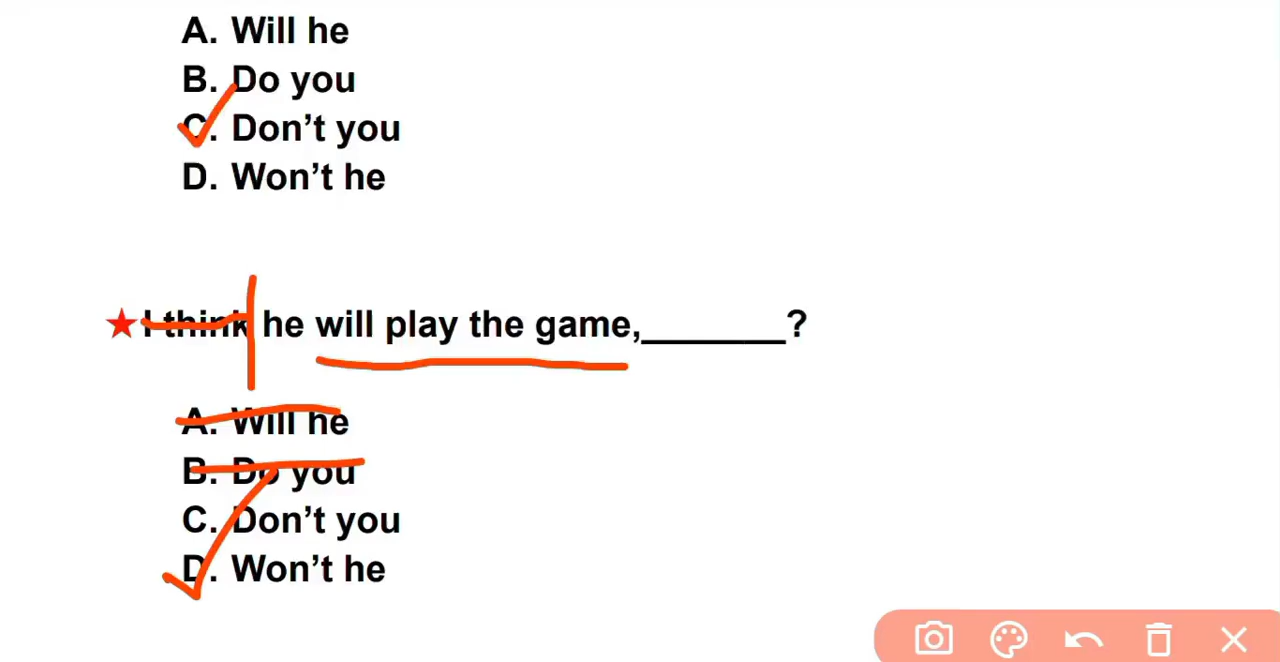 A. Will he
B. Do you
C. Don't you
D. Won't he
★I think he will play the game,_______?
A. Will he
B. Do you
C. Don't you
D. Won't he